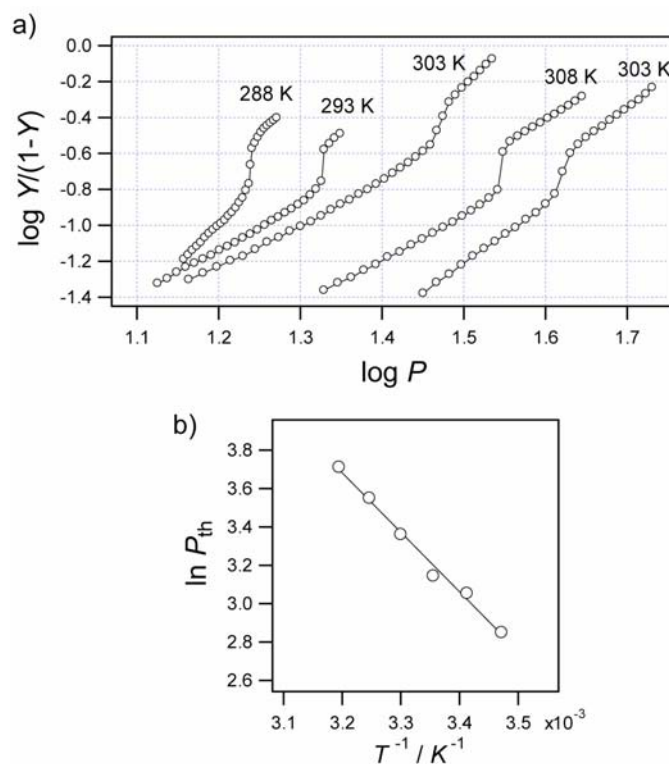 a)
0.0
-0.2
-0.4
-0.6
-0.8
-1.0
-1.2
-1.4
log Y/(1-Y)
288 K
293 K
303 K
308 K
303 K
1.1
1.2
1.3
1.4
1.5
1.6
1.7
log P
b)
3.8
3.6
3.4
3.2
3.0
2.8
2.6
ln Pth
3.1
3.2
3.3
3.4
3.5
x10⁻³
T⁻¹ / K⁻¹